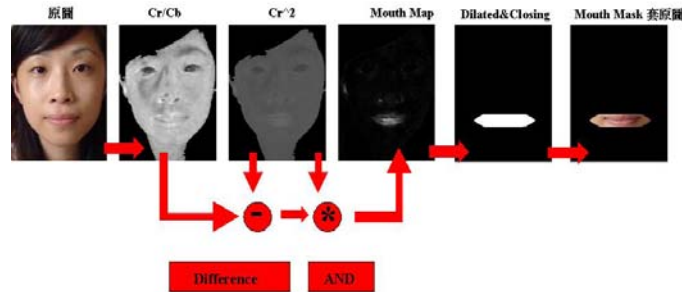 原圖
Cr/Cb
Cr^2
Mouth Map
Dilated&Closing
Mouth Mask 套原圖
-
*
Difference
AND